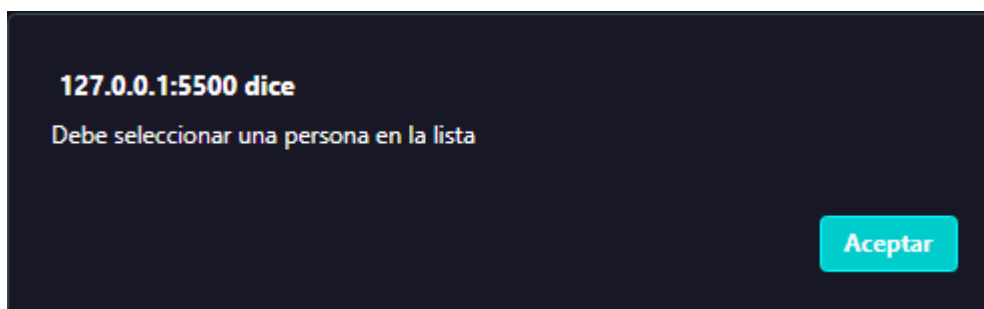 127.0.0.1:5500 dice
Debe seleccionar una persona en la lista
Aceptar